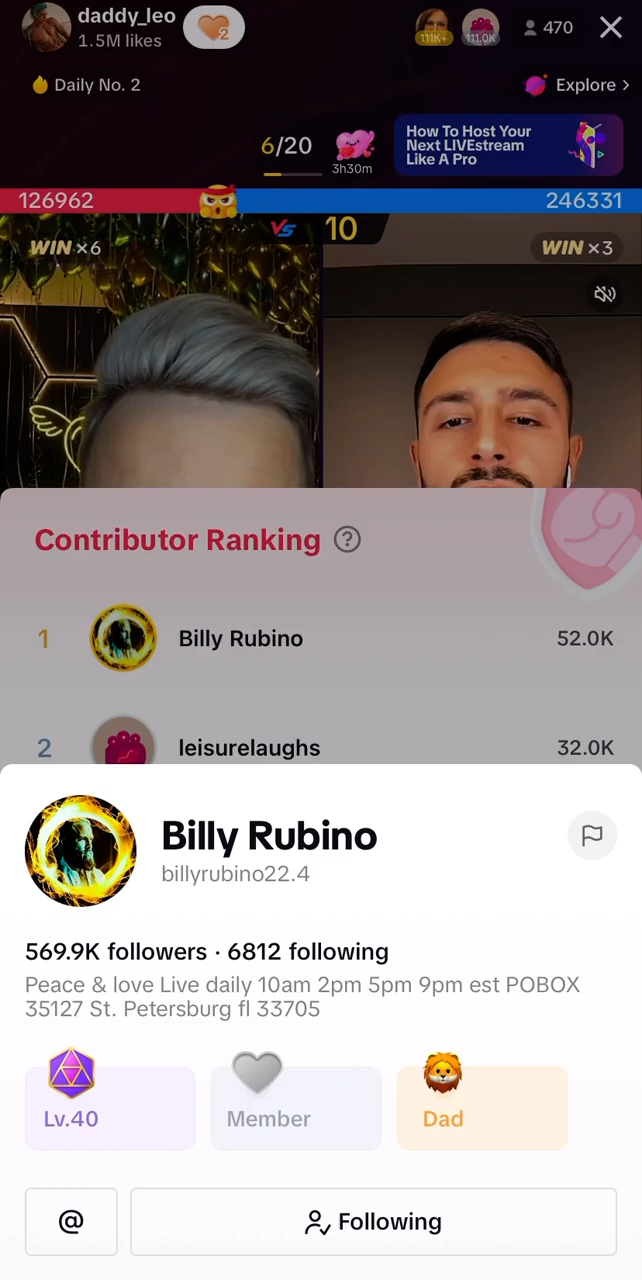 daddy_leo
1.5M likes
2
111K+
111.0K
470
Daily No. 2
Explore >
6/20
3h30m
How To Host Your
Next LIVEstream
Like A Pro
126962
246331
WIN ×6
VS
10
WIN ×3
Contributor Ranking ?
1
Billy Rubino
52.0K
2
leisurelaughs
32.0K
Billy Rubino
billyrubino22.4
569.9K followers · 6812 following
Peace & love Live daily 10am 2pm 5pm 9pm est POBOX
35127 St. Petersburg fl 33705
Lv.40
Member
Dad
@
Following